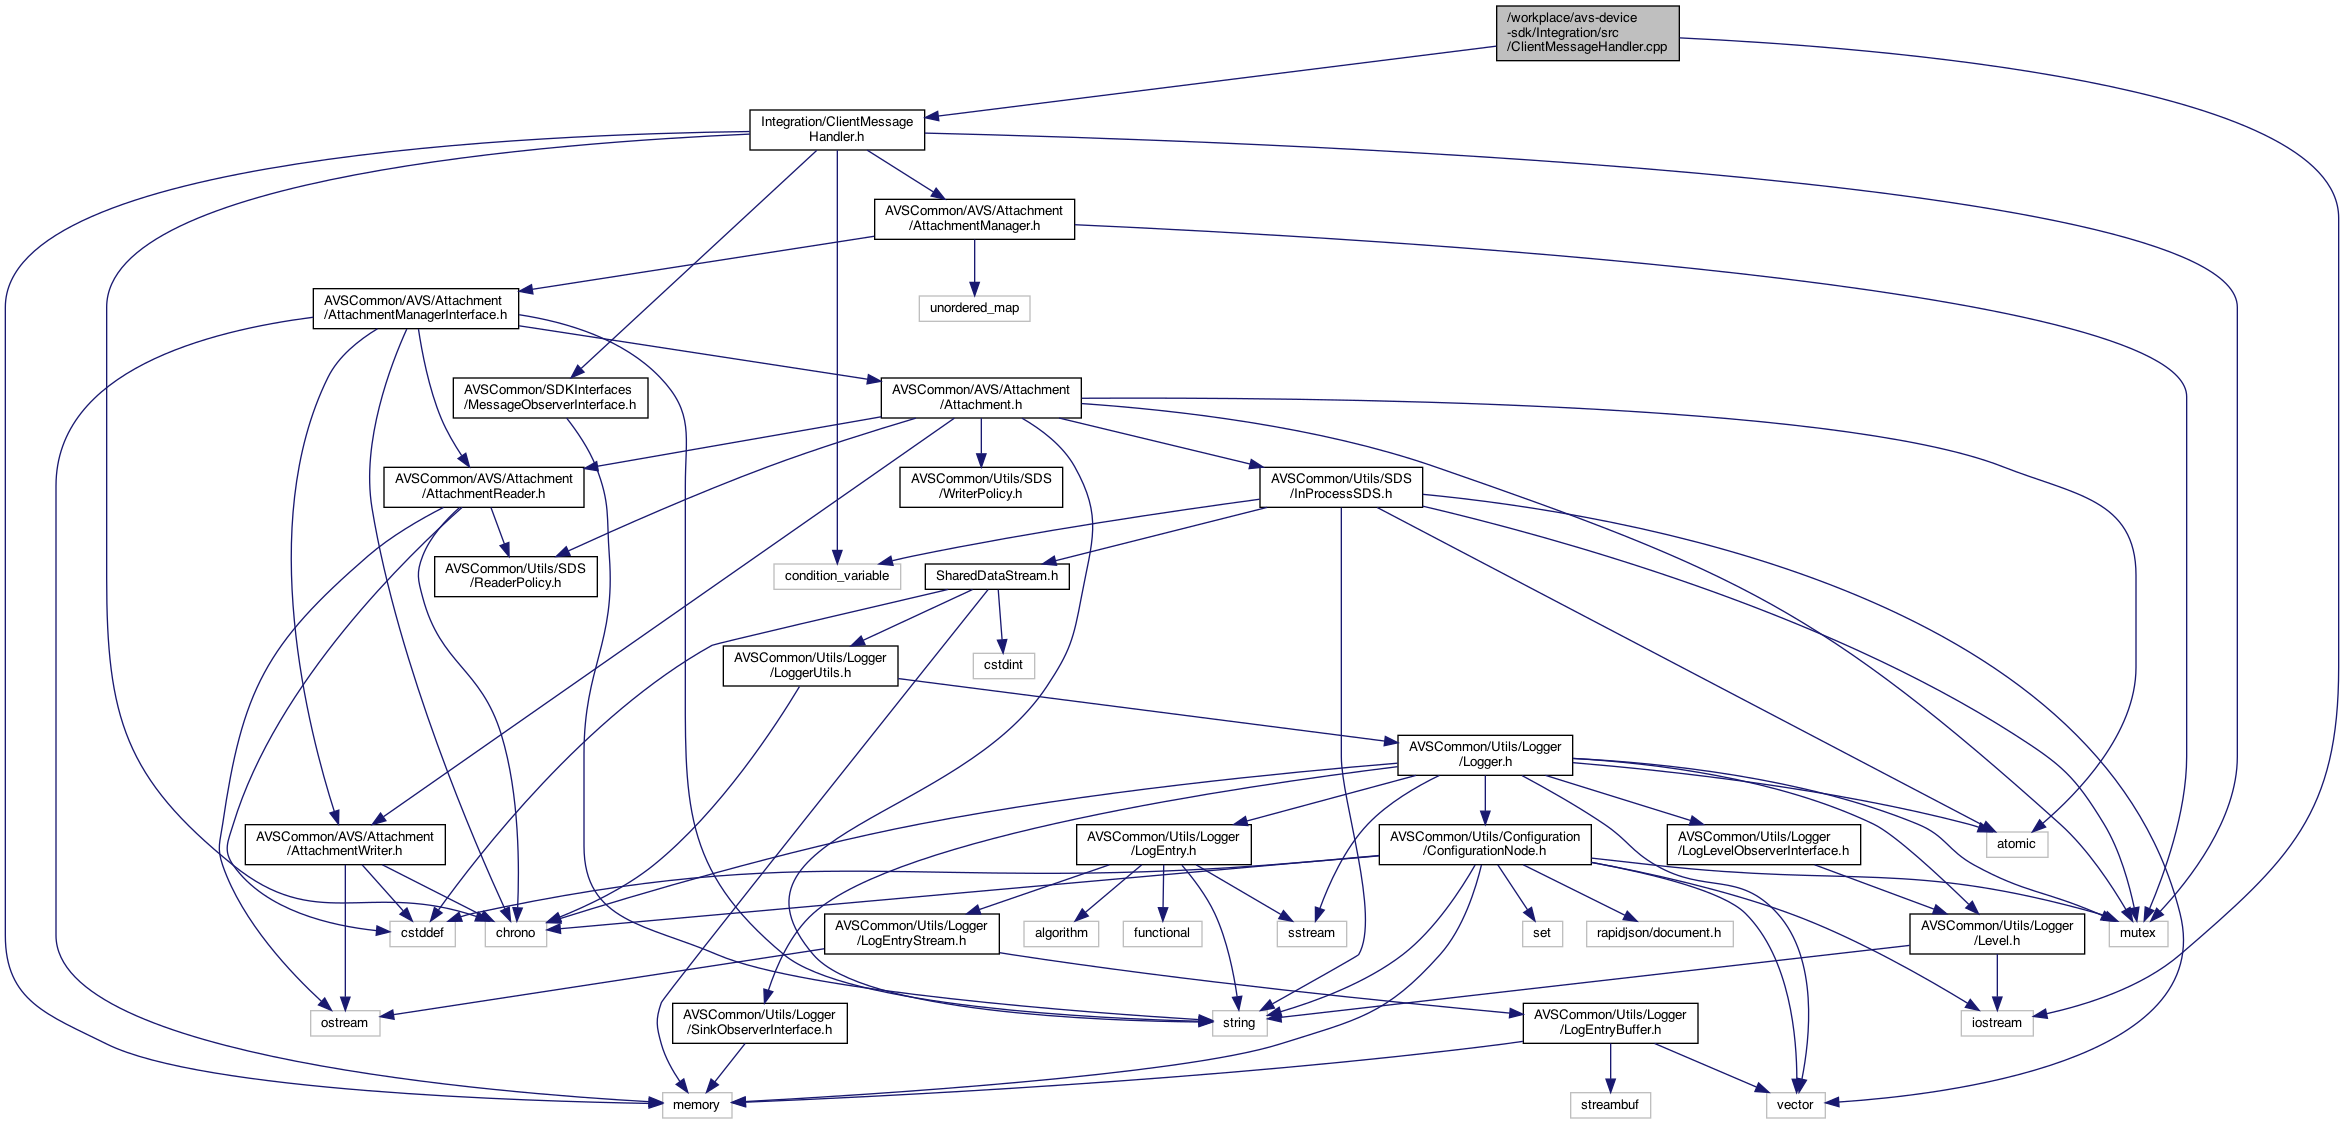 /workplace/avs-device
-sdk/Integration/src
/ClientMessageHandler.cpp
Integration/ClientMessage
Handler.h
AVSCommon/AVS/Attachment
/AttachmentManager.h
AVSCommon/AVS/Attachment
/AttachmentManagerInterface.h
unordered_map
AVSCommon/SDKInterfaces
/MessageObserverInterface.h
AVSCommon/AVS/Attachment
/Attachment.h
AVSCommon/AVS/Attachment
/AttachmentReader.h
AVSCommon/Utils/SDS
/WriterPolicy.h
AVSCommon/Utils/SDS
/InProcessSDS.h
AVSCommon/Utils/SDS
/ReaderPolicy.h
condition_variable
SharedDataStream.h
AVSCommon/Utils/Logger
/LoggerUtils.h
cstdint
AVSCommon/Utils/Logger
/Logger.h
AVSCommon/AVS/Attachment
/AttachmentWriter.h
AVSCommon/Utils/Logger
/LogEntry.h
AVSCommon/Utils/Configuration
/ConfigurationNode.h
AVSCommon/Utils/Logger
/LogLevelObserverInterface.h
atomic
cstddef
chrono
AVSCommon/Utils/Logger
/LogEntryStream.h
algorithm
functional
sstream
set
rapidjson/document.h
AVSCommon/Utils/Logger
/Level.h
mutex
ostream
AVSCommon/Utils/Logger
/SinkObserverInterface.h
string
AVSCommon/Utils/Logger
/LogEntryBuffer.h
iostream
memory
streambuf
vector